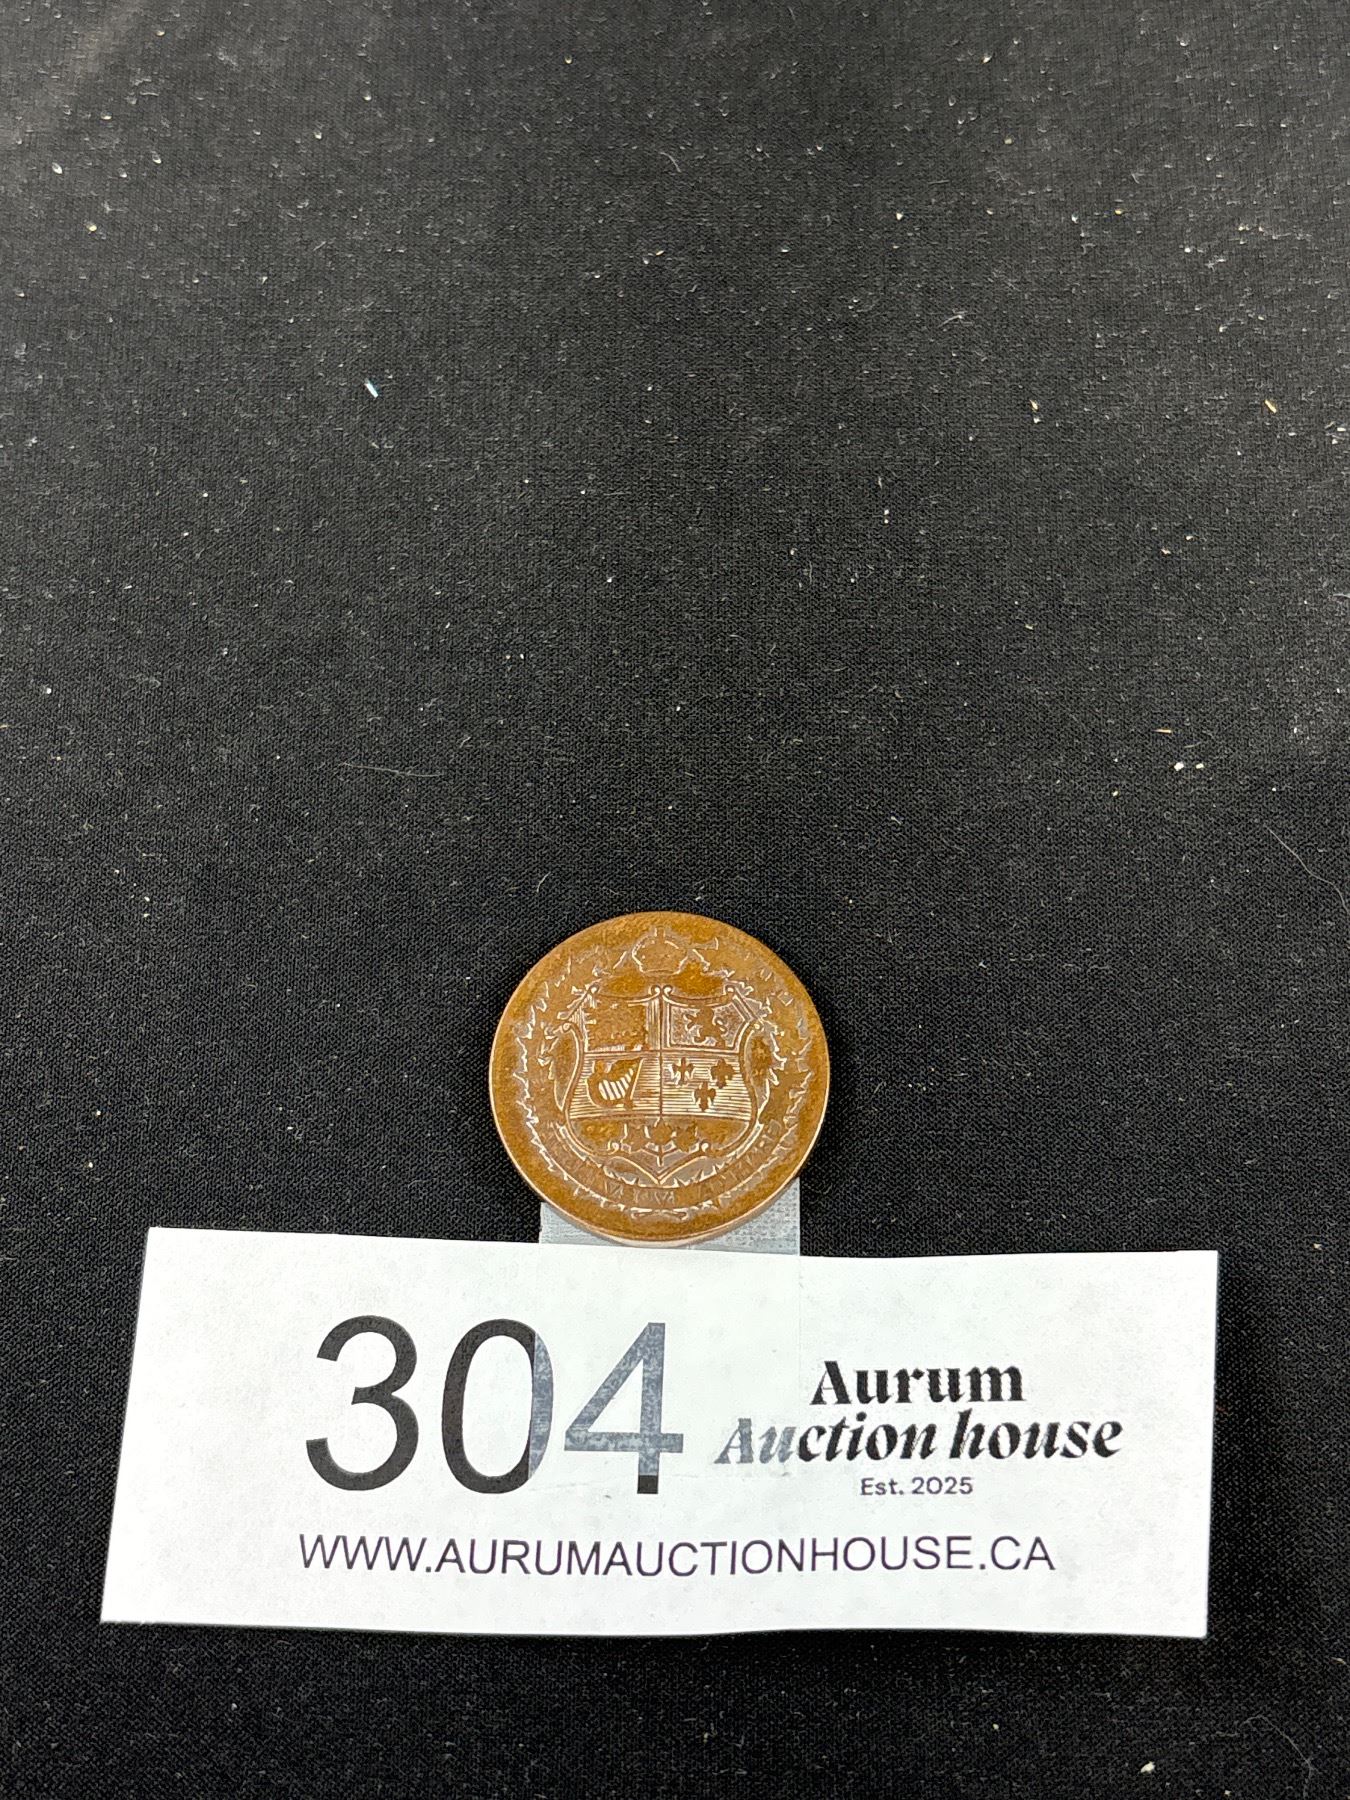 304
Aurum
Auction house
Est. 2025
WWW.AURUMAUCTIONHOUSE.CA